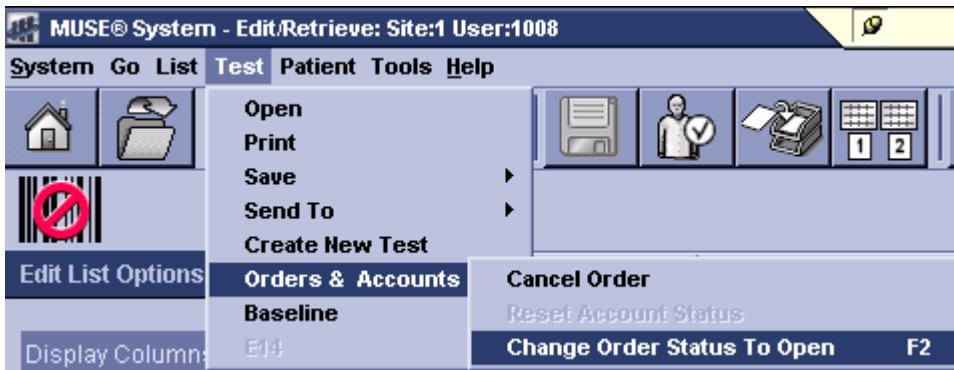 MUSE® System - Edit/Retrieve: Site:1 User:1008
System Go List Test Patient Tools Help
Open
Print
Save
Send To
Create New Test
Orders & Accounts
Baseline
E14
1 2
Edit List Options
Display Column
Cancel Order
Reset Account Status
Change Order Status To Open F2